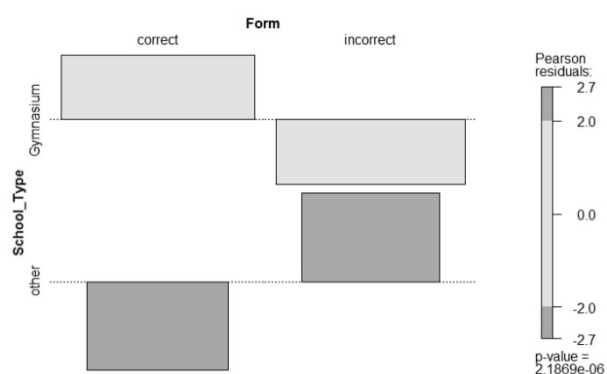 Form
correct incorrect
School_Type
Gymnasium
other
Pearson
residuals:
2.7
2.0
0.0
-2.0
-2.7
p-value =
2.1869e-06